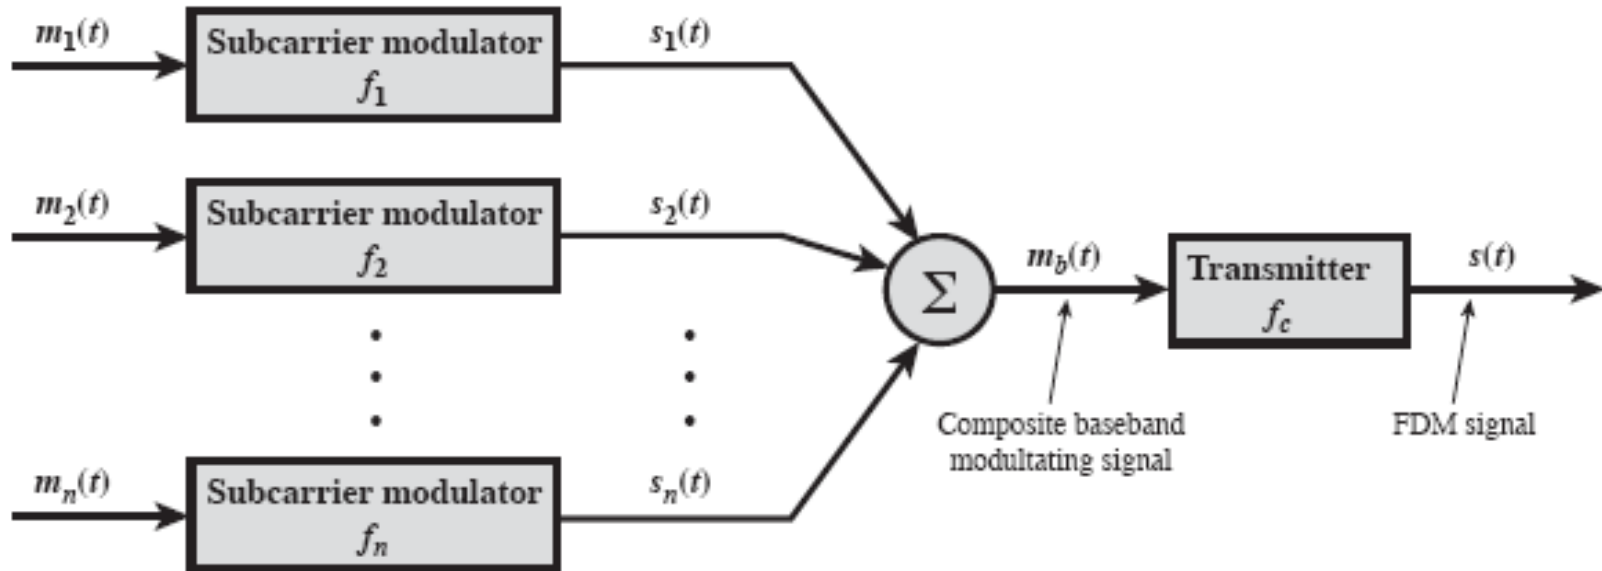 m1(t)
Subcarrier modulator
f1
s1(t)
m2(t)
Subcarrier modulator
f2
s2(t)
Σ
mb(t)
Transmitter
fc
s(t)
Composite baseband
modultating signal
FDM signal
mn(t)
Subcarrier modulator
fn
sn(t)